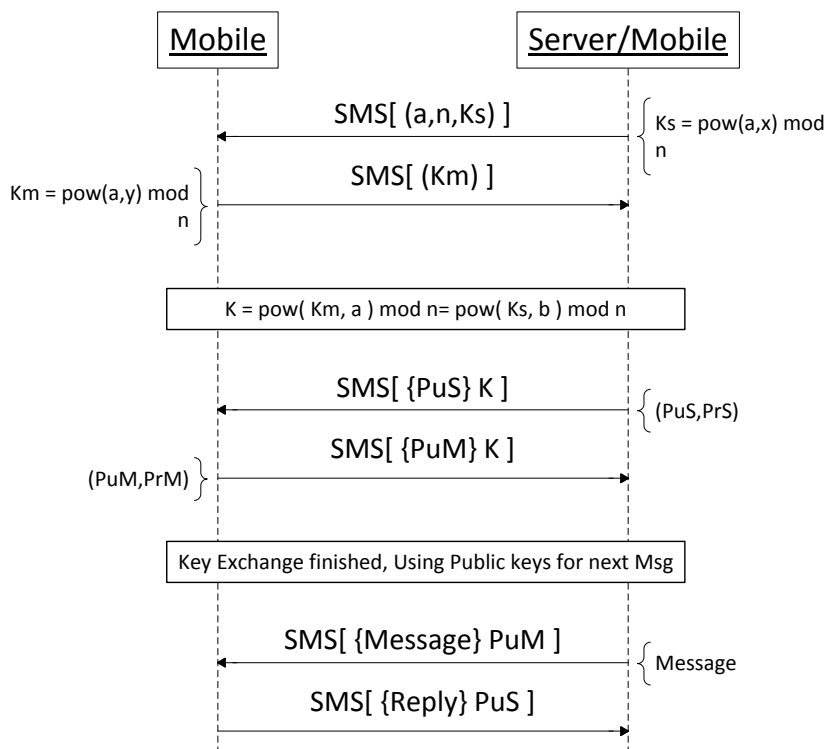 Mobile
Server/Mobile
SMS[ (a,n,Ks) ]
Ks = pow(a,x) mod
n
SMS[ (Km) ]
Km = pow(a,y) mod
n
K = pow( Km, a ) mod n= pow( Ks, b ) mod n
SMS[ {PuS} K ]
(PuS,PrS)
SMS[ {PuM} K ]
(PuM,PrM)
Key Exchange finished, Using Public keys for next Msg
SMS[ {Message} PuM ]
Message
SMS[ {Reply} PuS ]